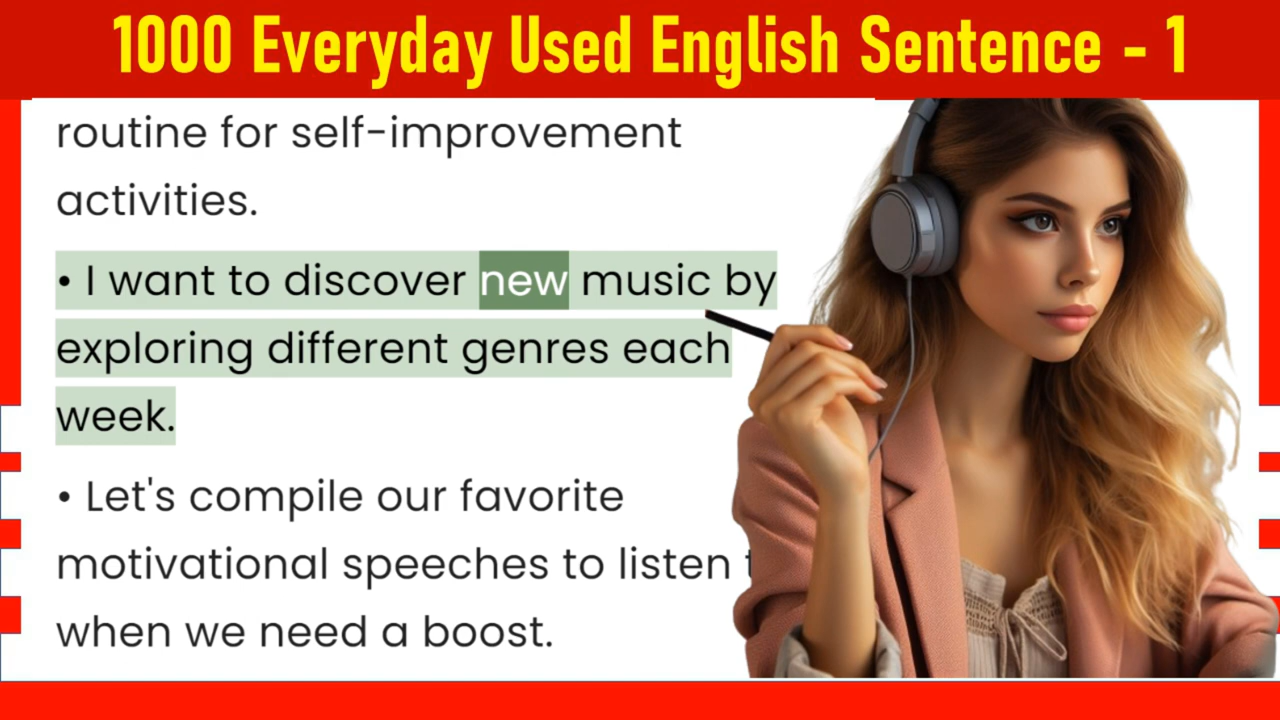 1000 Everyday Used English Sentence - 1
routine for self-improvement
activities.
• I want to discover new music by
exploring different genres each
week.
• Let's compile our favorite
motivational speeches to listen
when we need a boost.